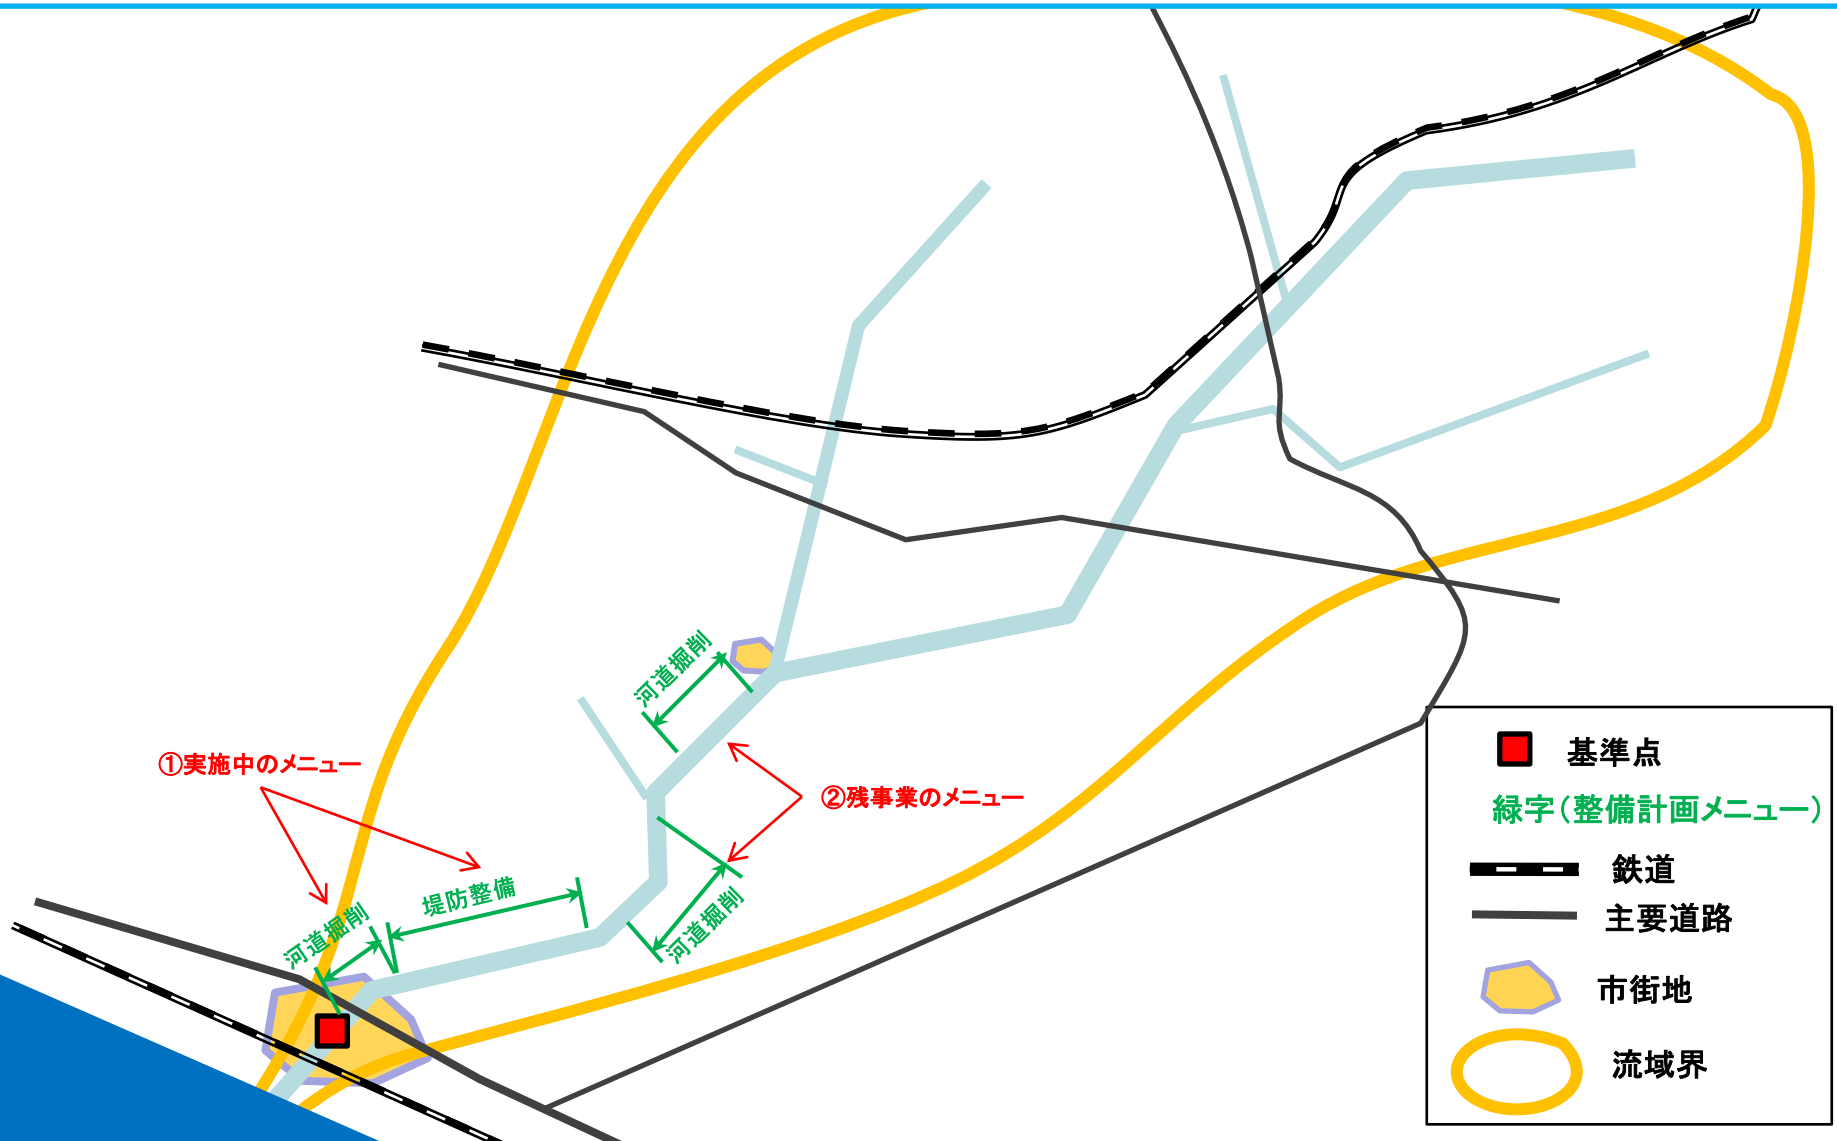 河道掘削
①実施中のメニュー
②残事業のメニュー
堤防整備
河道掘削
河道掘削
基準点
緑字(整備計画メニュー)
鉄道
主要道路
市街地
流域界